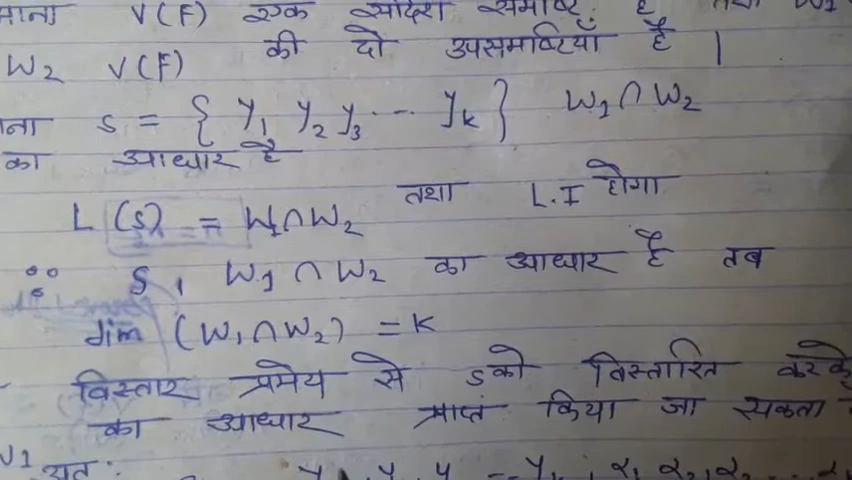 माना V(F) एक सदिश समष्टि है तथा W1
W2 V(F) की दो उपसमष्टियाँ है |
S = { y1 y2 y3 ... yk } W1 ∩ W2
का आधार है
L (S) = W1 ∩ W2 तथा L.I होगा
∵ S, W1 ∩ W2 का आधार है तब
dim (W1 ∩ W2) = K
विस्तार प्रमेय से S को विस्तारित करके
का आधार प्राप्त किया जा सकता
अत: